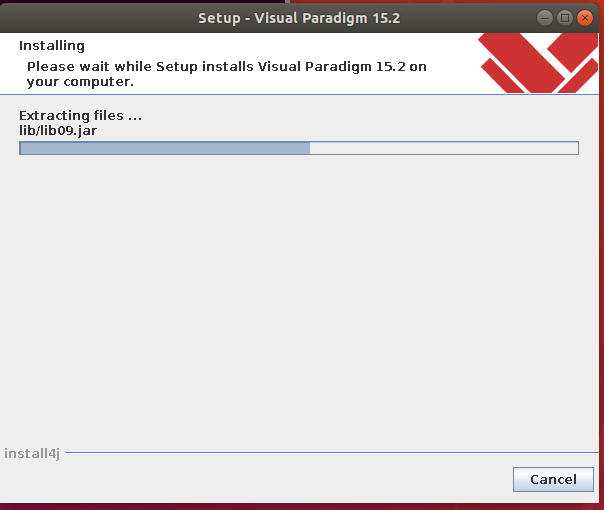 Setup - Visual Paradigm 15.2
Installing
Please wait while Setup installs Visual Paradigm 15.2 on
your computer.
Extracting files ...
lib/lib09.jar
install4j
Cancel